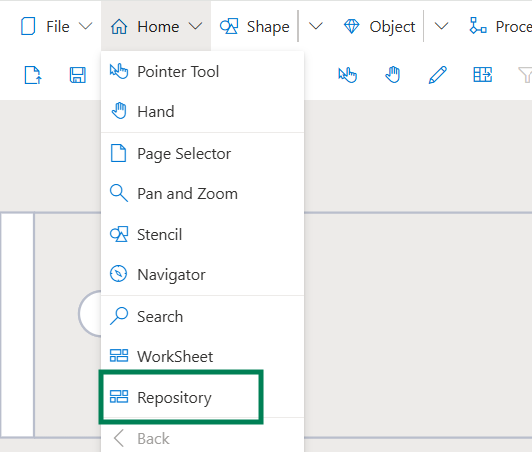 File Home Shape Object Proce
Pointer Tool
Hand
Page Selector
Pan and Zoom
Stencil
Navigator
Search
WorkSheet
Repository
Back